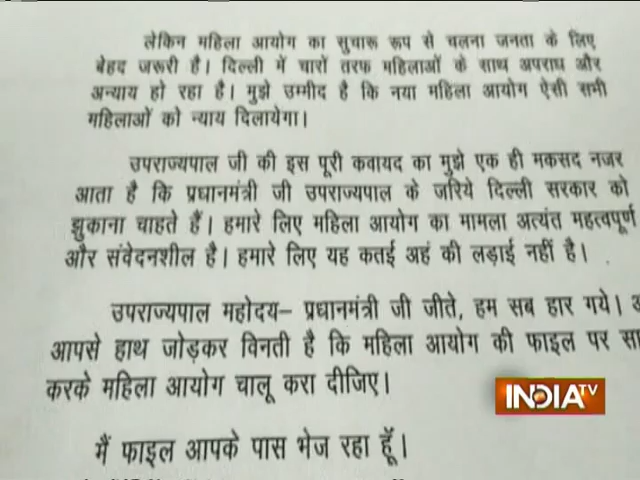 लेकिन महिला आयोग का सुचारू रूप से चलना जनता के लिए
बेहद जरूरी है। दिल्ली में चारों तरफ महिलाओं के साथ अपराध और
अन्याय हो रहा है। मुझे उम्मीद है कि नया महिला आयोग ऐसी सभी
महिलाओं को न्याय दिलायेगा।
उपराज्यपाल जी की इस पूरी कवायद का मुझे एक ही मकसद नजर
आता है कि प्रधानमंत्री जी उपराज्यपाल के जरिये दिल्ली सरकार को
झुकाना चाहते हैं। हमारे लिए महिला आयोग का मामला अत्यंत महत्वपूर्ण
और संवेदनशील है। हमारे लिए यह कतई अहं की लड़ाई नहीं है।
उपराज्यपाल महोदय– प्रधानमंत्री जी जीते, हम सब हार गये।
आपसे हाथ जोड़कर विनती है कि महिला आयोग की फाइल पर
करके महिला आयोग चालू करा दीजिए।
INDIA TV
मैं फाइल आपके पास भेज रहा हूॅं।